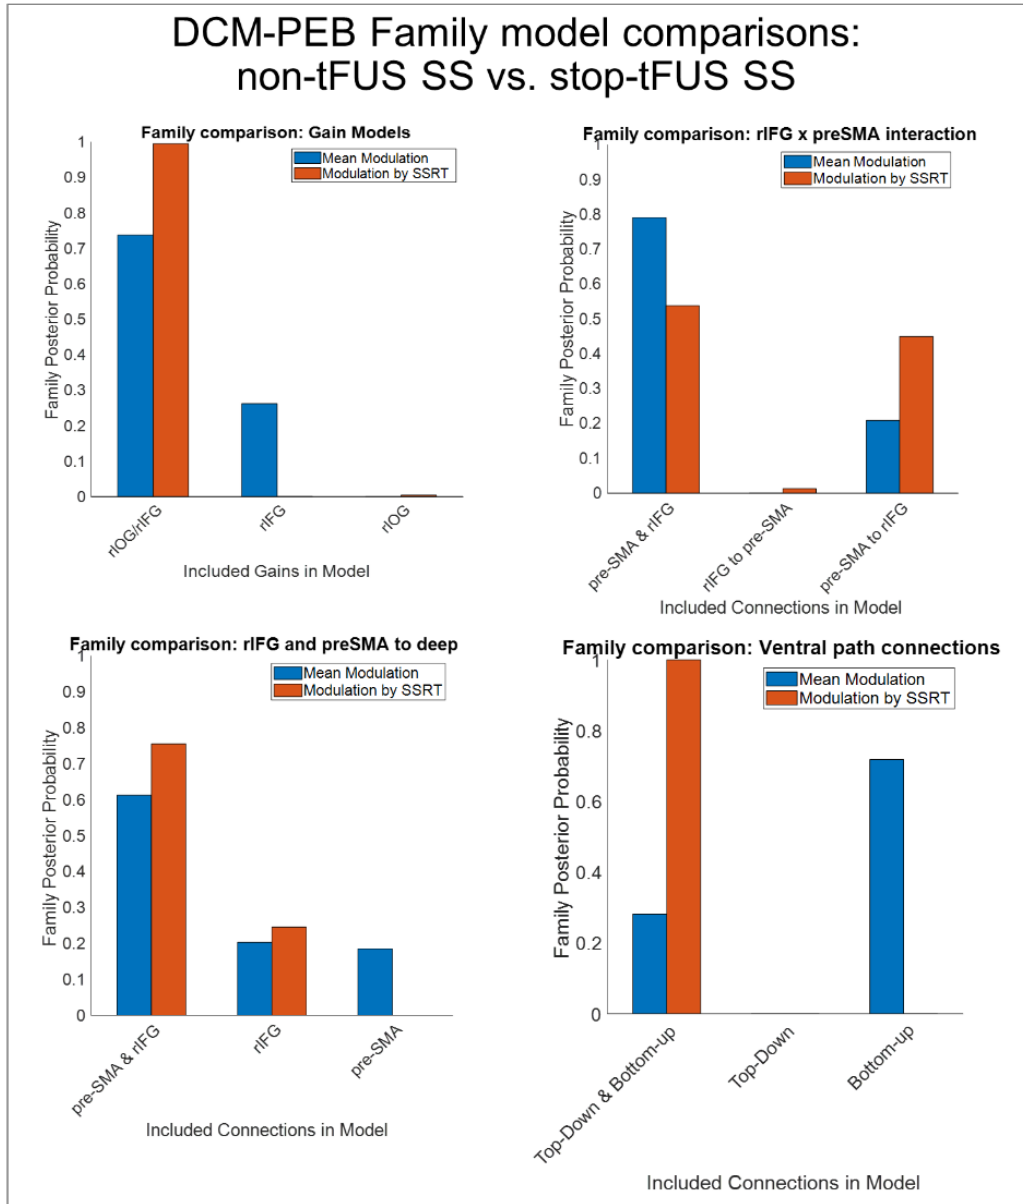 DCM-PEB Family model comparisons:
non-tFUS SS vs. stop-tFUS SS
Family comparison: Gain Models
Mean Modulation
Modulation by SSRT
Family Posterior Probability
1
0.9
0.8
0.7
0.6
0.5
0.4
0.3
0.2
0.1
0
rIOG/rIFG
rIFG
rIOG
Included Gains in Model
Family comparison: rIFG x preSMA interaction
Mean Modulation
Modulation by SSRT
Family Posterior Probability
1
0.9
0.8
0.7
0.6
0.5
0.4
0.3
0.2
0.1
0
pre-SMA & rIFG
rIFG to pre-SMA
pre-SMA to rIFG
Included Connections in Model
Family comparison: rIFG and preSMA to deep
Mean Modulation
Modulation by SSRT
Family Posterior Probability
1
0.9
0.8
0.7
0.6
0.5
0.4
0.3
0.2
0.1
0
pre-SMA & rIFG
rIFG
pre-SMA
Included Connections in Model
Family comparison: Ventral path connections
Mean Modulation
Modulation by SSRT
Family Posterior Probability
1
0.8
0.6
0.4
0.2
0
Top-Down & Bottom-up
Top-Down
Bottom-up
Included Connections in Model